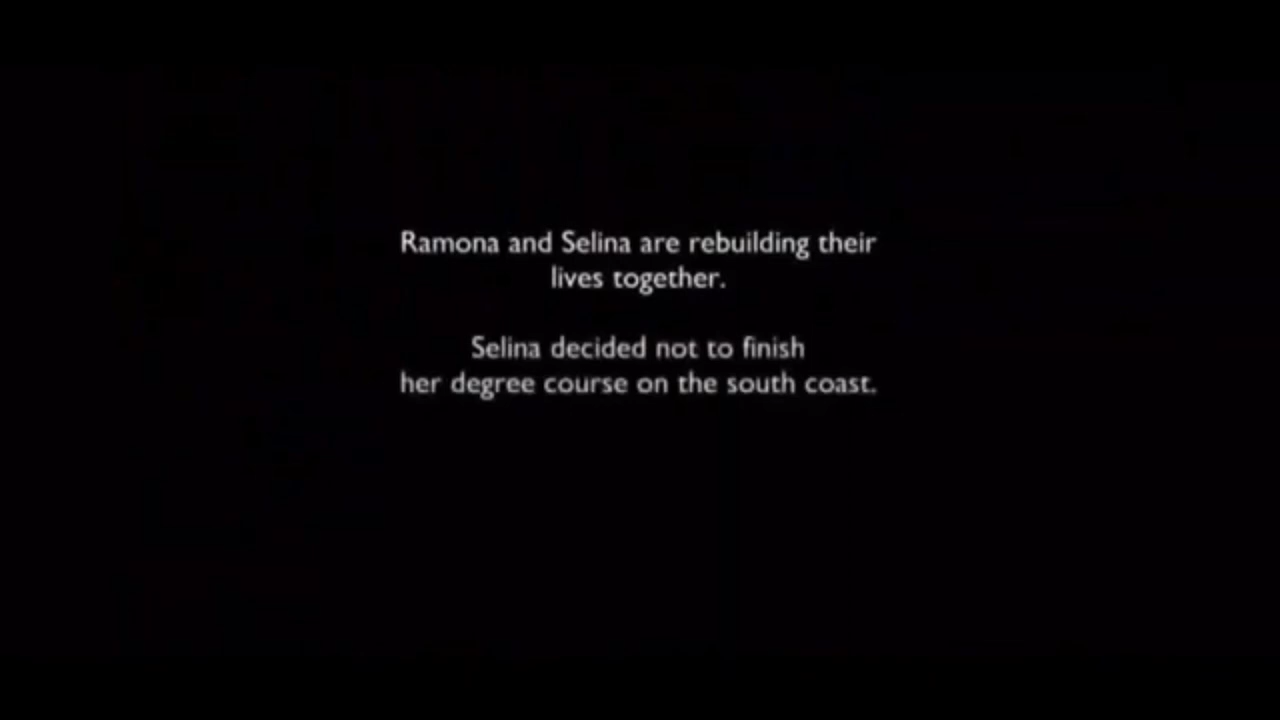 Ramona and Selina are rebuilding their
lives together.
Selina decided not to finish
her degree course on the south coast.